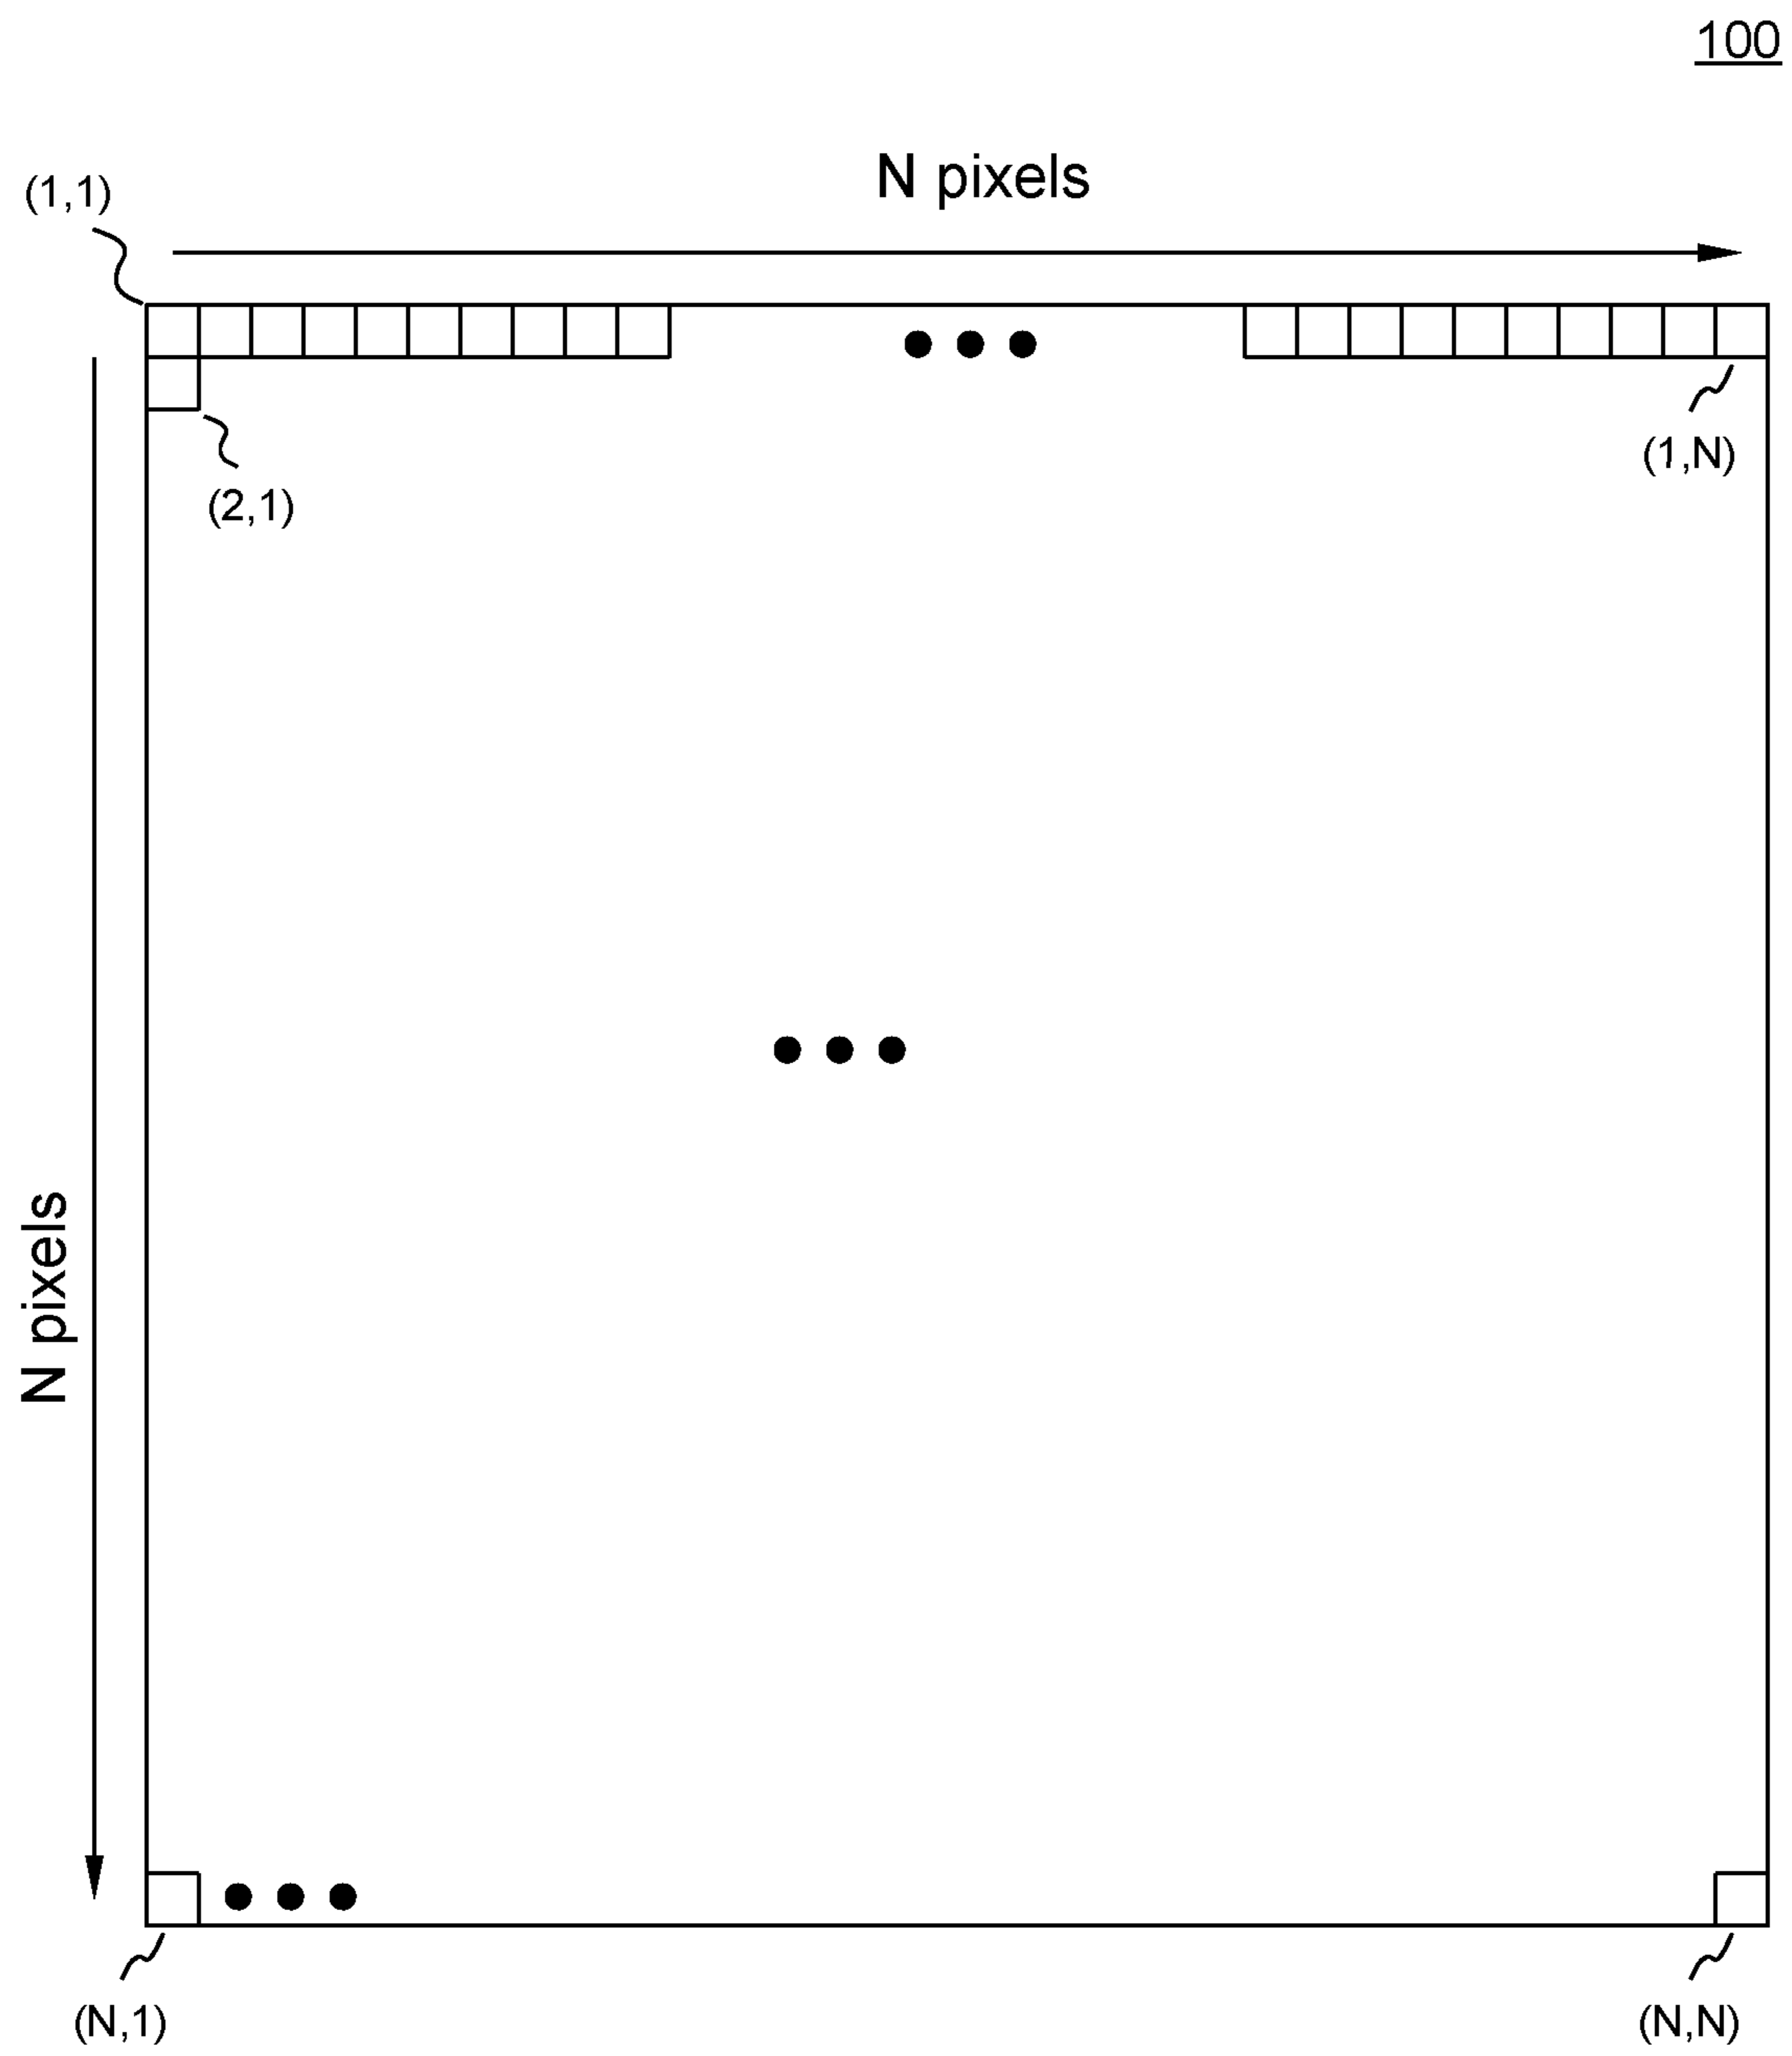 100
N pixels
(1,1)
(1,N)
(2,1)
N pixels
(N,1)
(N,N)